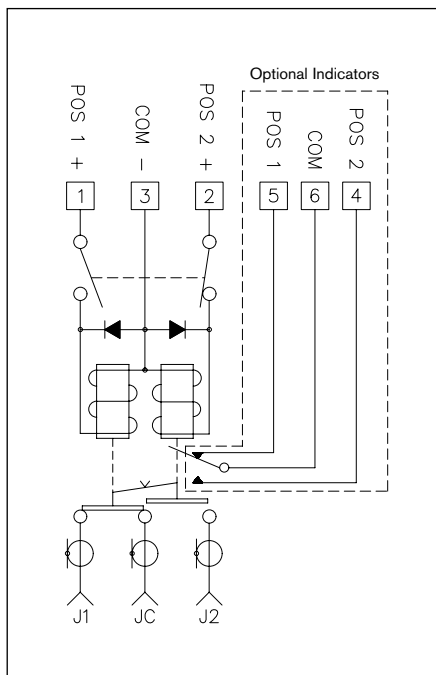 Optional Indicators
POS 1 +
COM -
POS 2 +
POS 1
COM
POS 2
1
3
2
5
6
4
J1
JC
J2